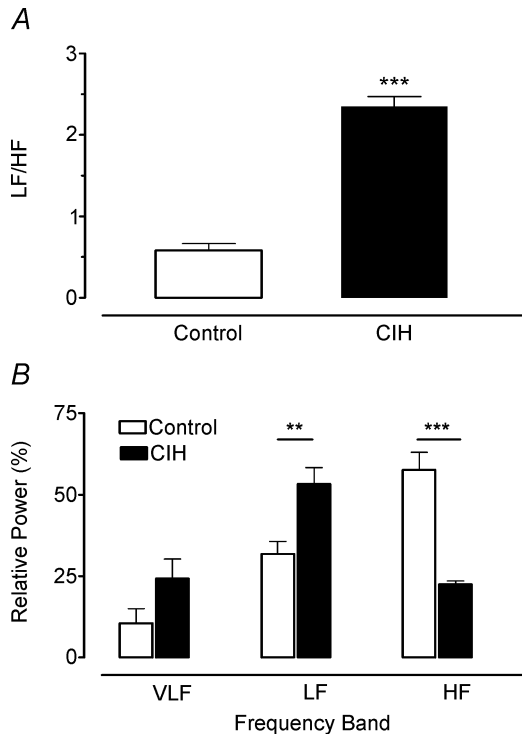 A
3
***
2
LF/HF
1
0
Control
CIH
B
75
Control
CIH
**
***
50
Relative Power (%)
25
0
VLF
LF
HF
Frequency Band